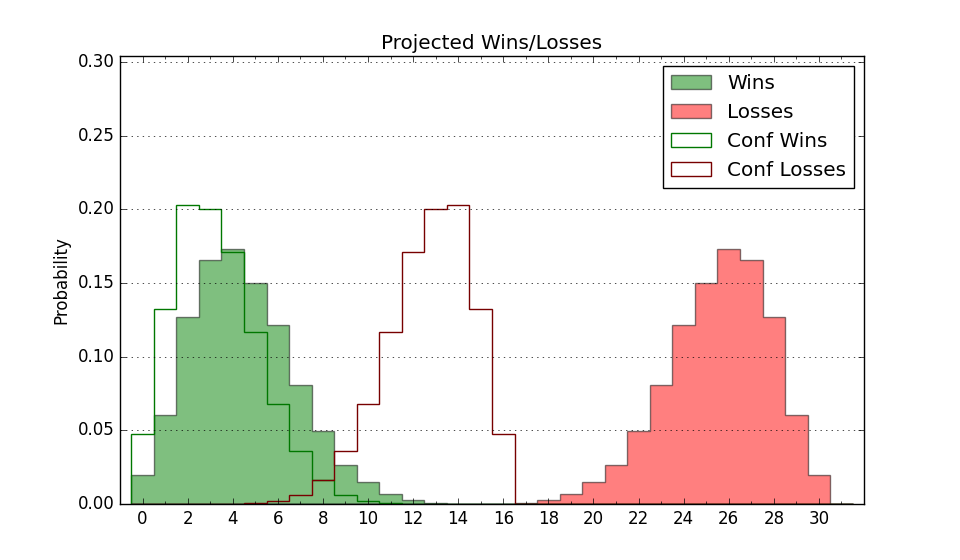 Projected Wins/Losses
0.30
0.25
0.20
0.15
0.10
0.05
0.00
Probability
Wins
Losses
Conf Wins
Conf Losses
0 2 4 6 8 10 12 14 16 18 20 22 24 26 28 30